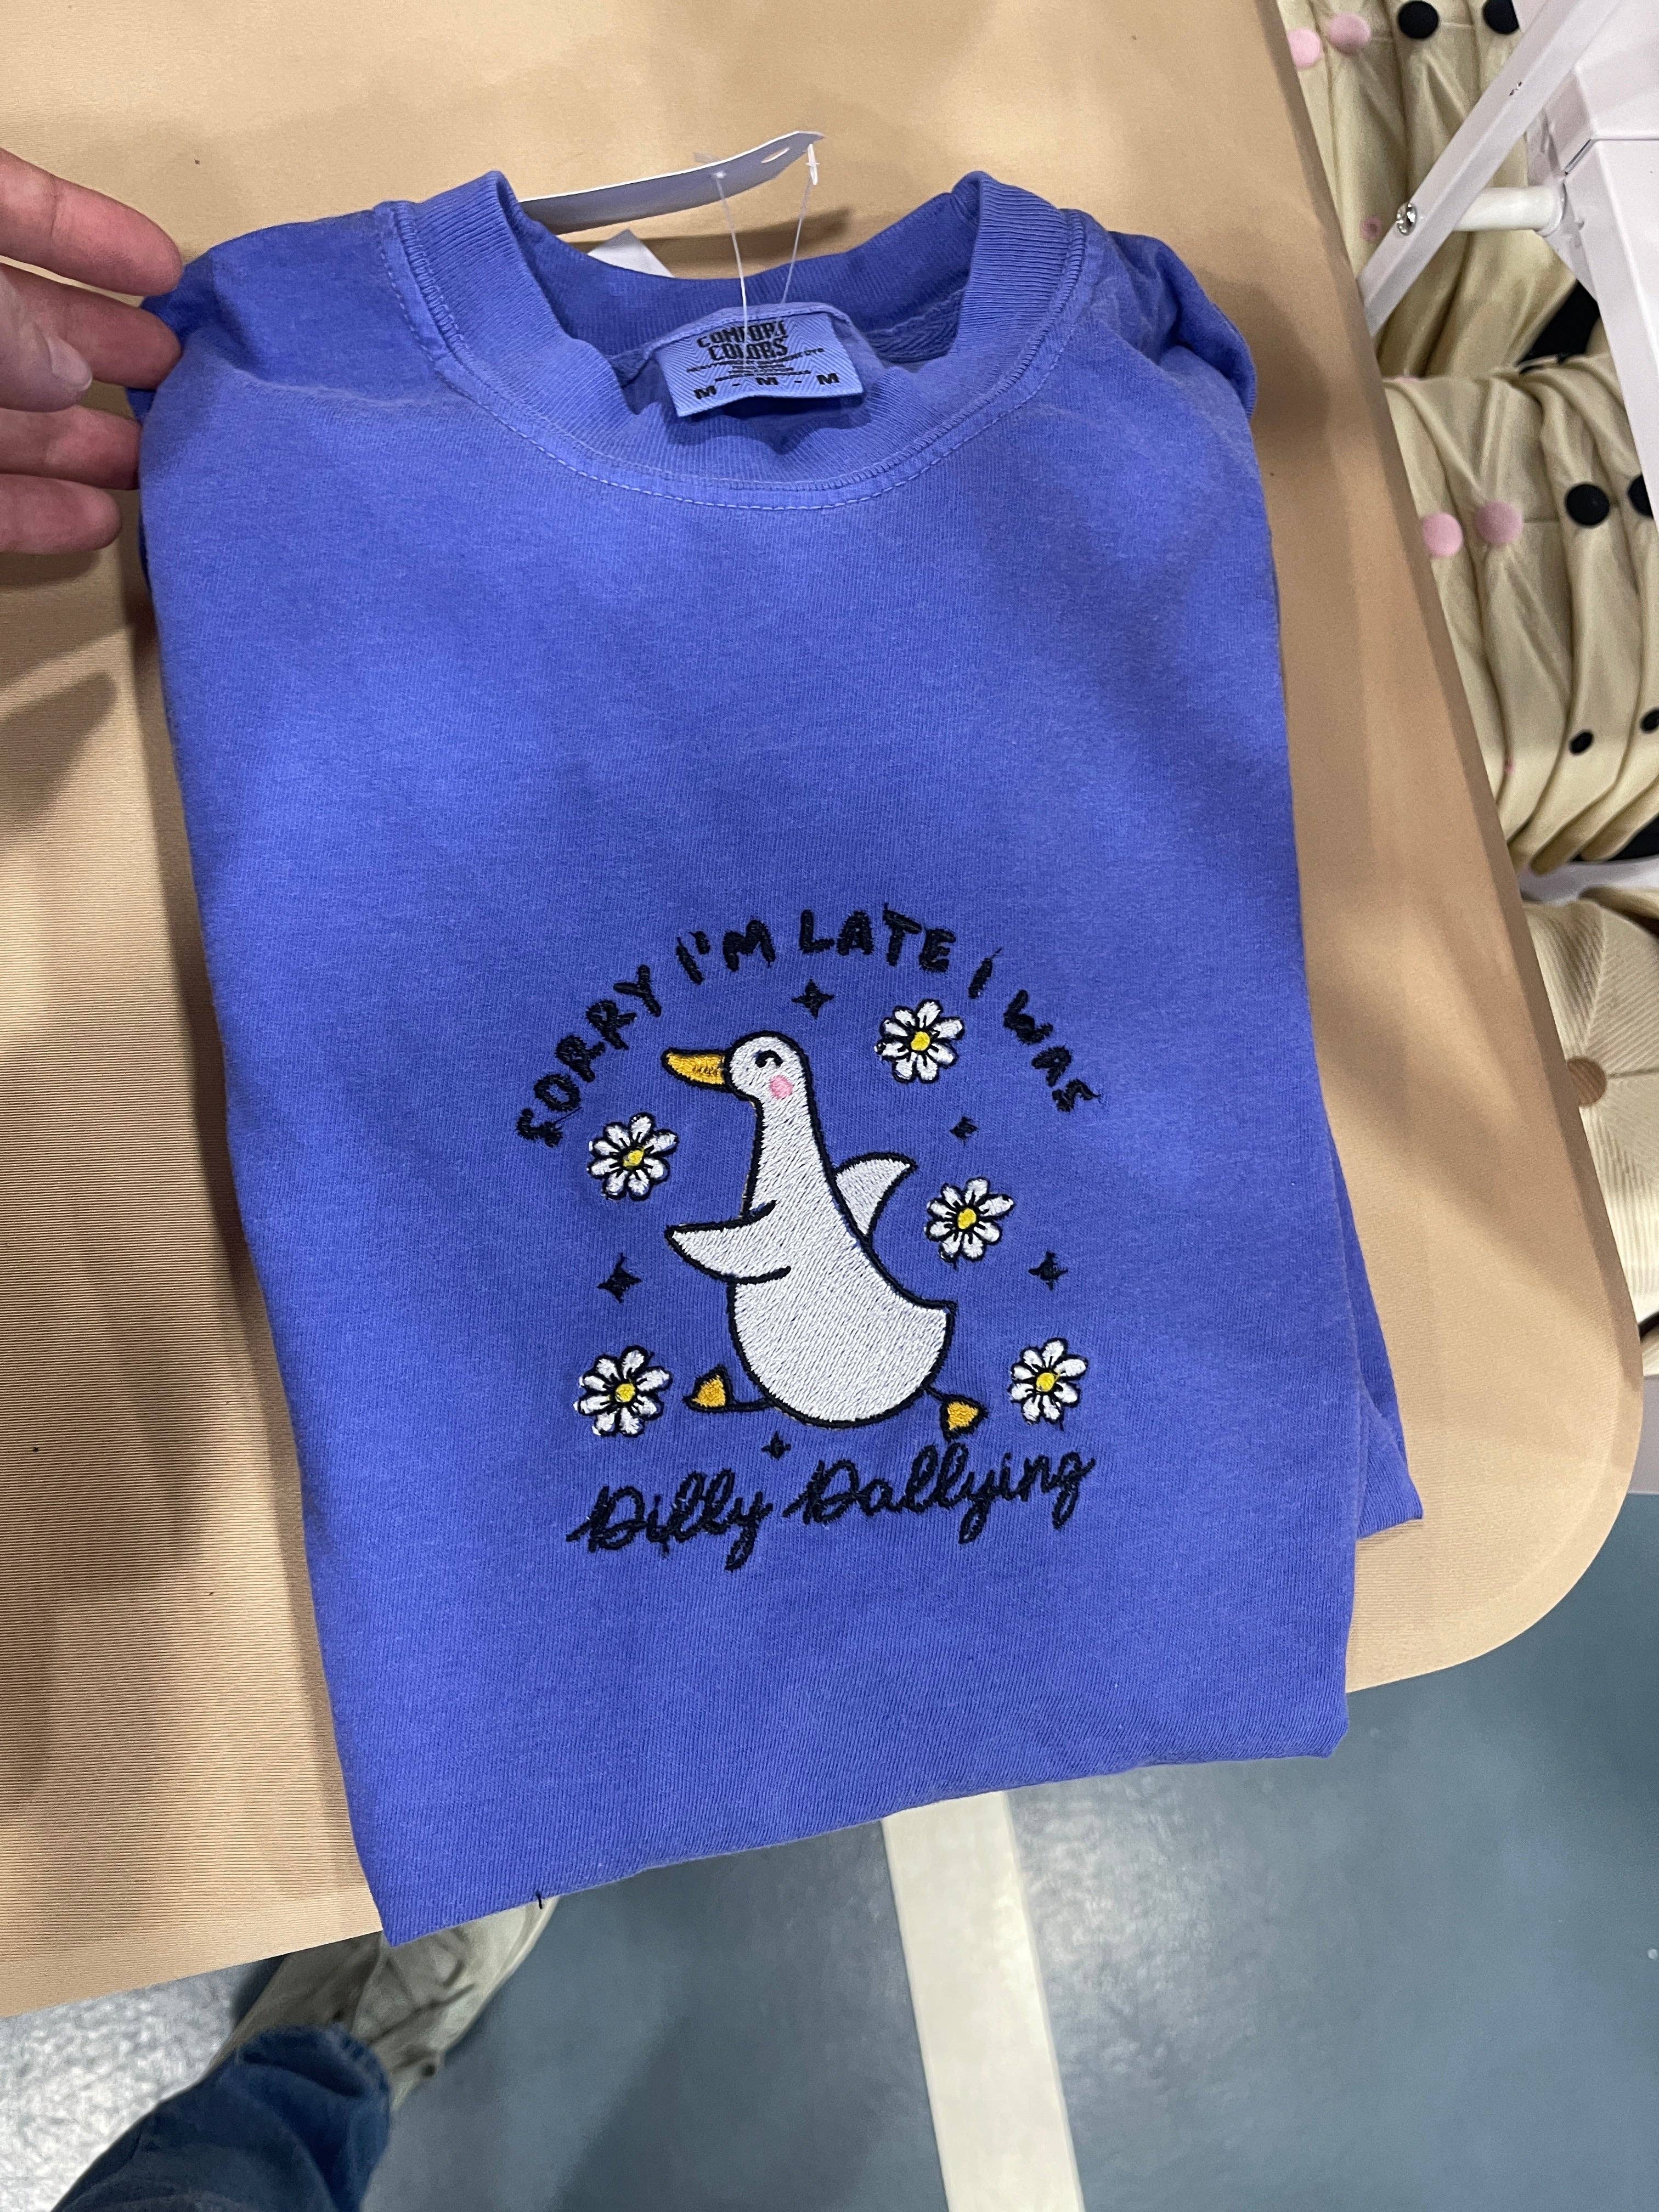 COMFORT
COLORS
M - M - M
SORRY I'M LATE I WAS
Dilly Dallying